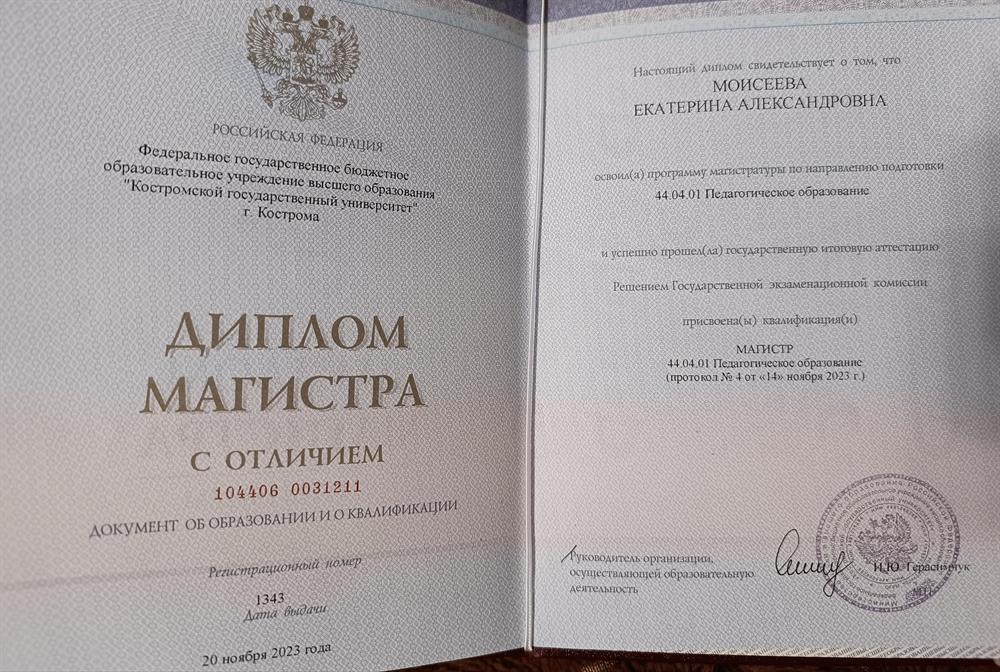 РОССИЙСКАЯ ФЕДЕРАЦИЯ
Федеральное государственное бюджетное
образовательное учреждение высшего образования
"Костромской государственный университет"
г. Кострома
ДИПЛОМ
МАГИСТРА
С ОТЛИЧИЕМ
104406 0031211
ДОКУМЕНТ ОБ ОБРАЗОВАНИИ И О КВАЛИФИКАЦИИ
Регистрационный номер
1343
Дата выдачи
20 ноября 2023 года
Настоящий диплом свидетельствует о том, что
МОИСЕЕВА
ЕКАТЕРИНА АЛЕКСАНДРОВНА
освоил(а) программу магистратуры по направлению подготовки
44.04.01 Педагогическое образование
и успешно прошел(ла) государственную итоговую аттестацию
Решением Государственной экзаменационной комиссии
присвоена(ы) квалификация(и)
МАГИСТР
44.04.01 Педагогическое образование
(протокол № 4 от «14» ноября 2023 г.)
Руководитель организации,
осуществляющей образовательную
деятельность
И.Ю. Герасимчук